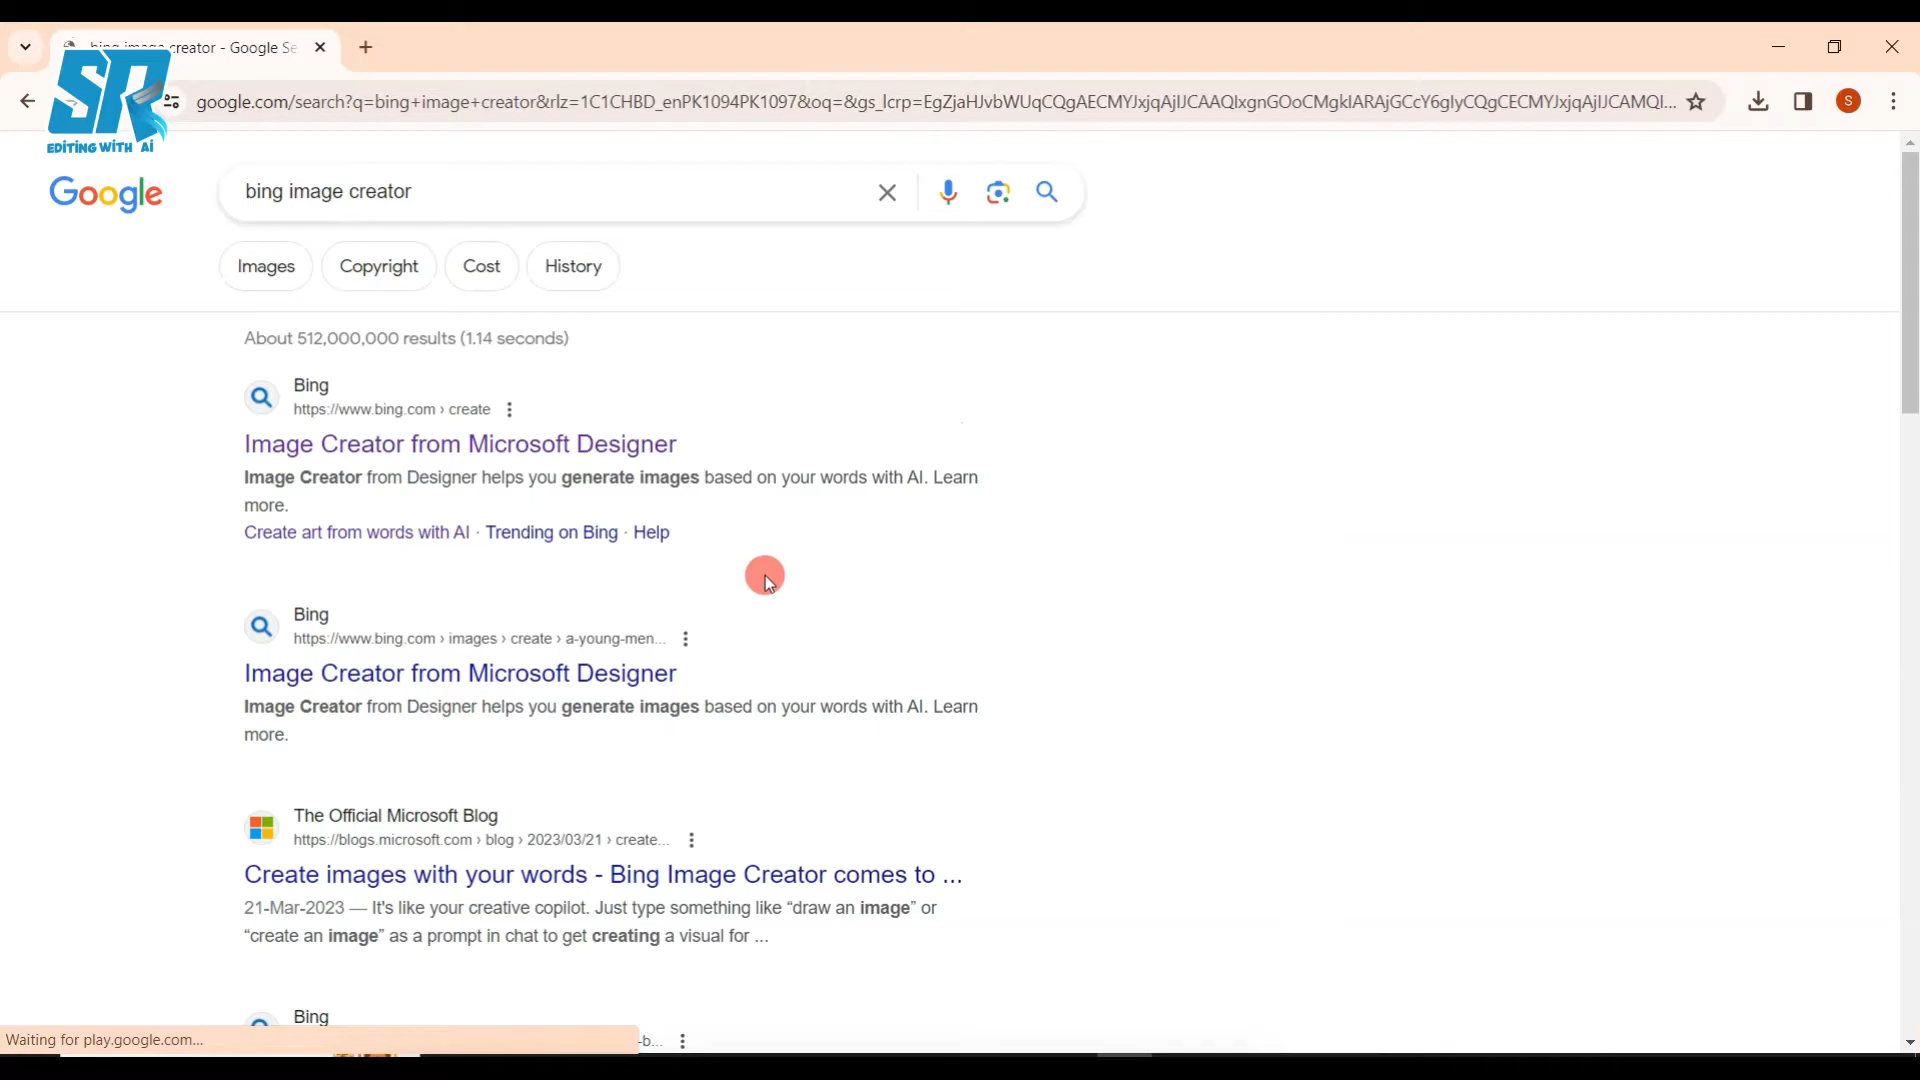 bing image creator - Google Se
SR
EDITING WITH Ai
google.com/search?q=bing+image+creator&rlz=1C1CHBD_enPK1094PK1097&oq=&gs_lcrp=EgZjaHJvbWUqCQgAECMYJxjqAjIJCAAQIxgnGOoCMgkIARAjGCcY6gIyCQgCECMYJxjqAjIJCAMQI...
S
Google
bing image creator
Images
Copyright
Cost
History
About 512,000,000 results (1.14 seconds)
Bing
https://www.bing.com › create
Image Creator from Microsoft Designer
Image Creator from Designer helps you generate images based on your words with AI. Learn
more.
Create art from words with AI · Trending on Bing · Help
Bing
https://www.bing.com › images › create › a-young-men...
Image Creator from Microsoft Designer
Image Creator from Designer helps you generate images based on your words with AI. Learn
more.
The Official Microsoft Blog
https://blogs.microsoft.com › blog › 2023/03/21 › create...
Create images with your words - Bing Image Creator comes to ...
21-Mar-2023 — It's like your creative copilot. Just type something like “draw an image” or
“create an image” as a prompt in chat to get creating a visual for ...
Bing
-b...
Waiting for play.google.com...